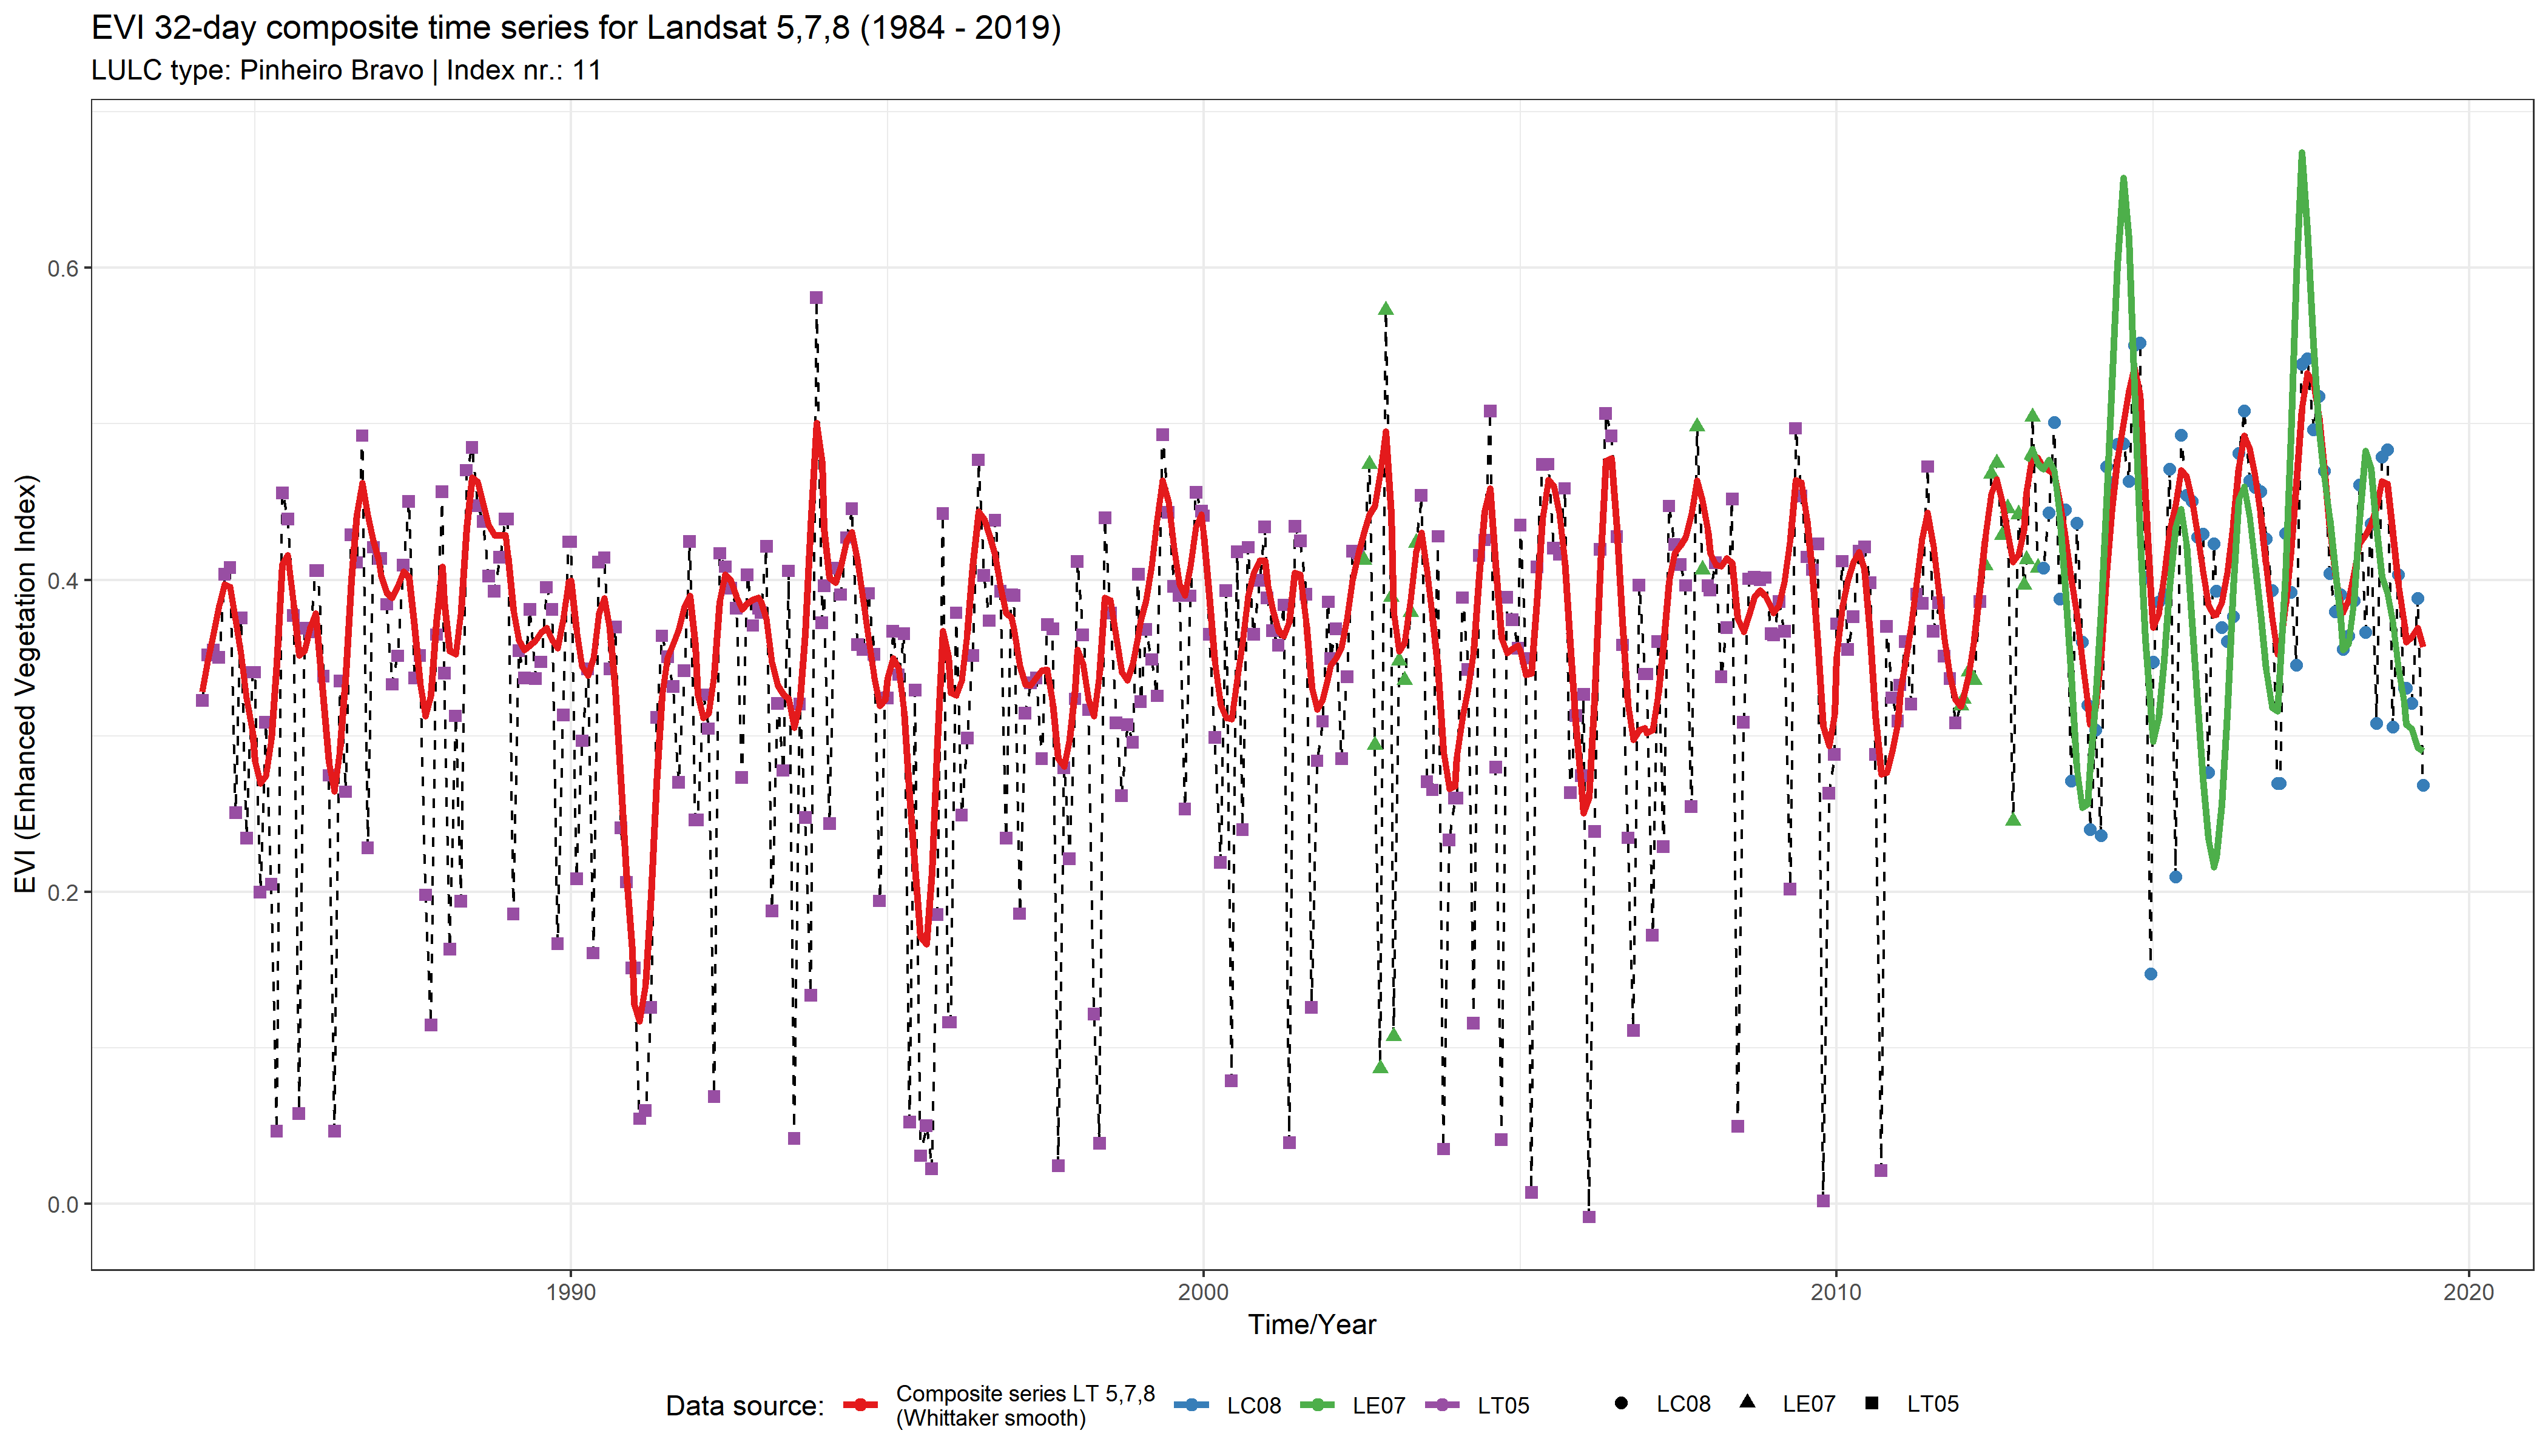 EVI 32-day composite time series for Landsat 5,7,8 (1984 - 2019)
LULC type: Pinheiro Bravo | Index nr.: 11
EVI (Enhanced Vegetation Index)
0.6
0.4
0.2
0.0
1990
2000
2010
2020
Time/Year
Data source:
Composite series LT 5,7,8
(Whittaker smooth)
LC08
LE07
LT05
LC08
LE07
LT05